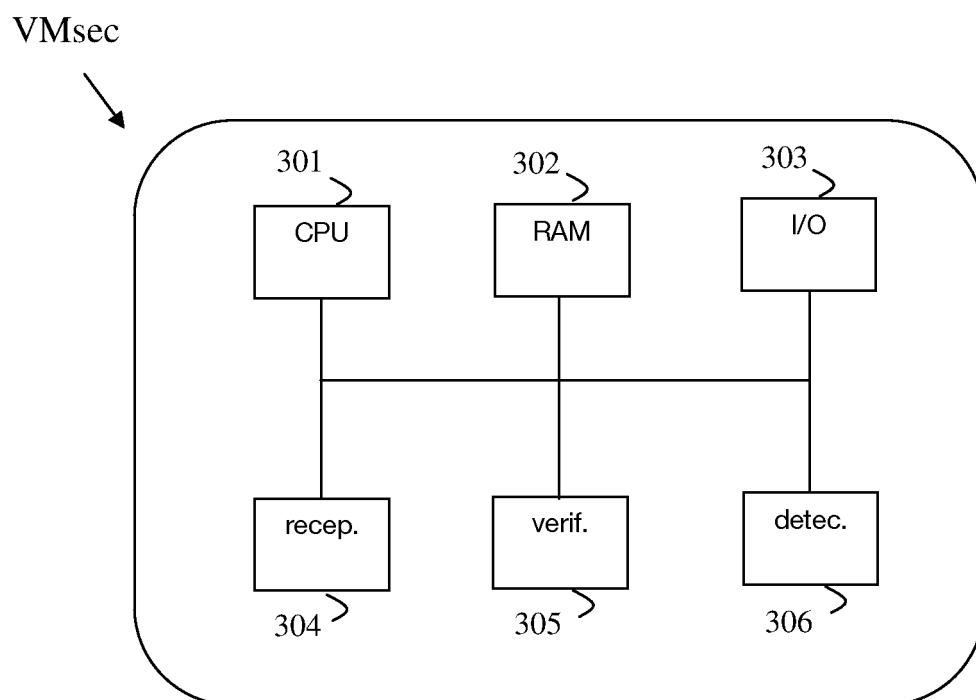 VMsec
301
302
303
CPU
RAM
I/O
recep.
verif.
detec.
304
305
306